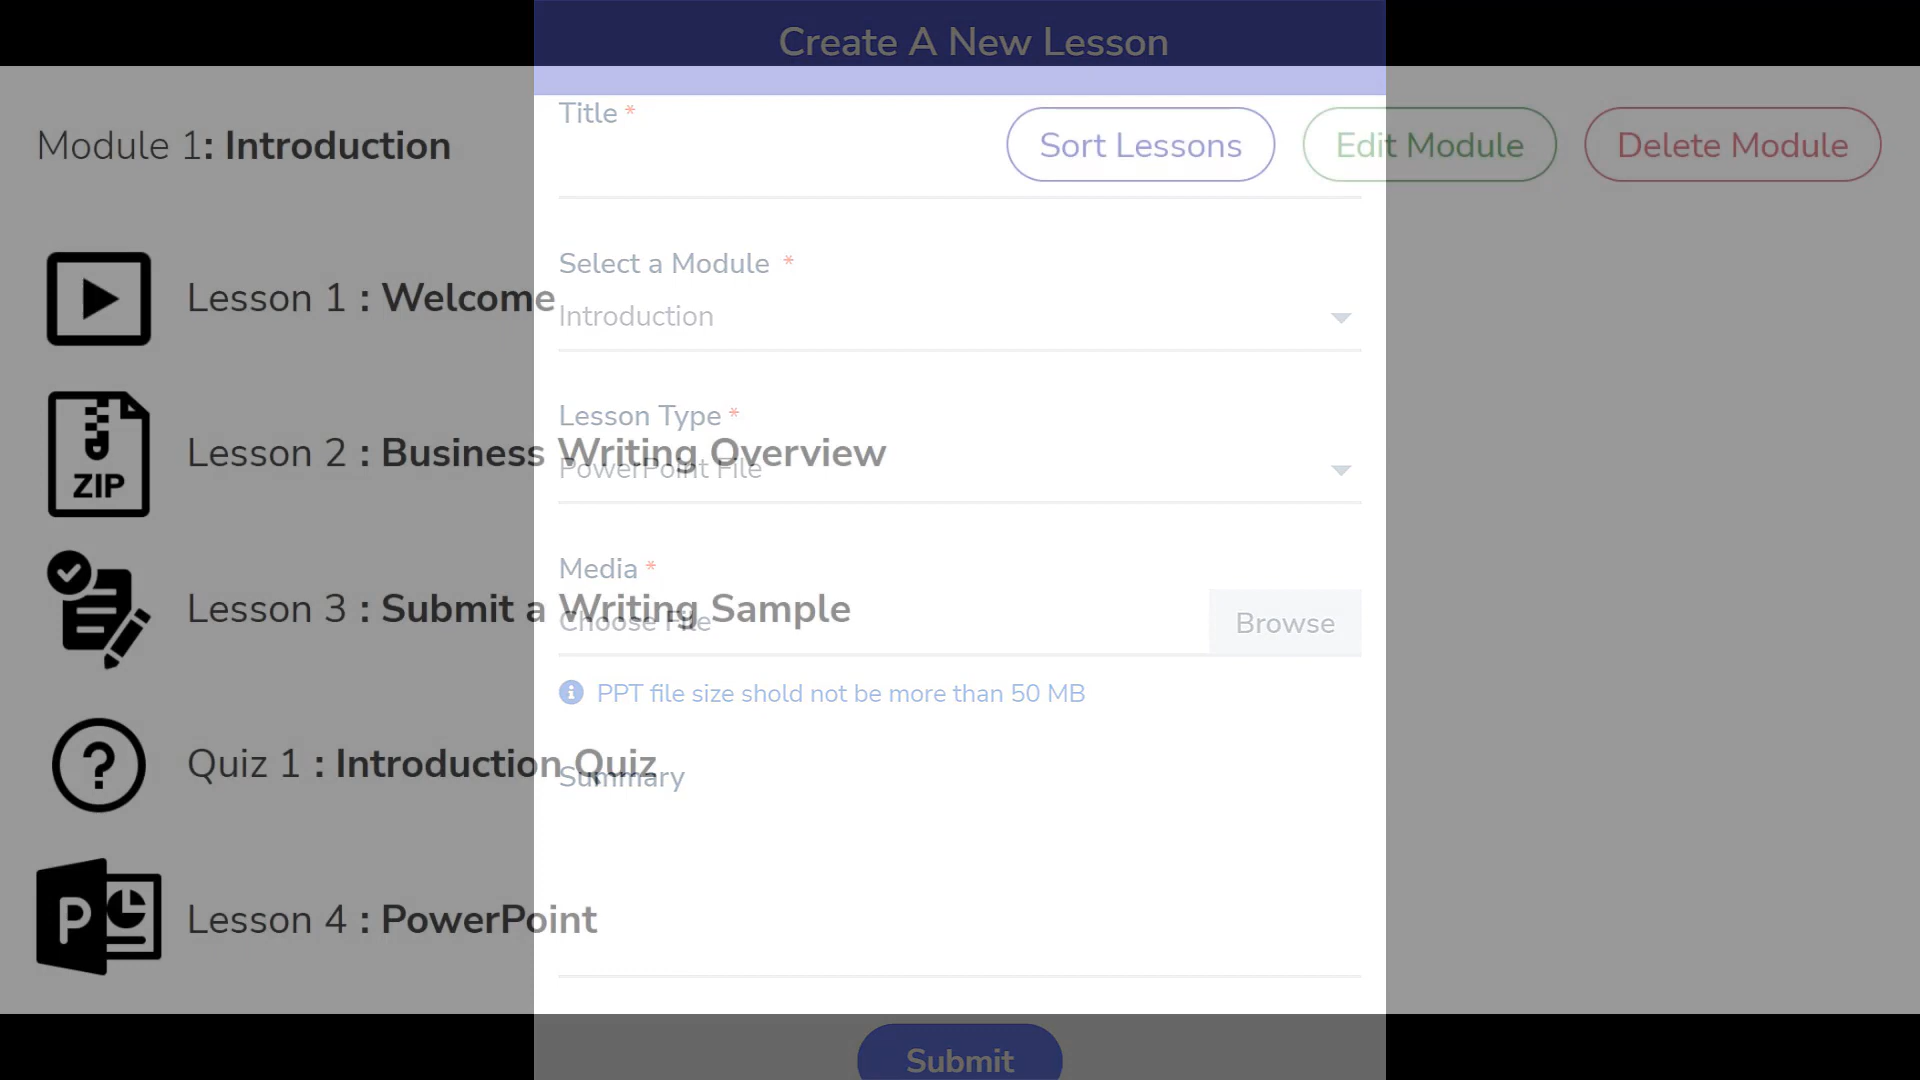 Create A New Lesson
Title *
Module 1: Introduction
Sort Lessons
Edit Module
Delete Module
Select a Module *
Lesson 1 : Welcome
Introduction
Lesson Type *
ZIP
Lesson 2 : Business Writing Overview
PowerPoint File
Media *
Lesson 3 : Submit a Writing Sample
Choose File
Browse
PPT file size shold not be more than 50 MB
Quiz 1 : Introduction Quiz
Summary
P
Lesson 4 : PowerPoint
Submit